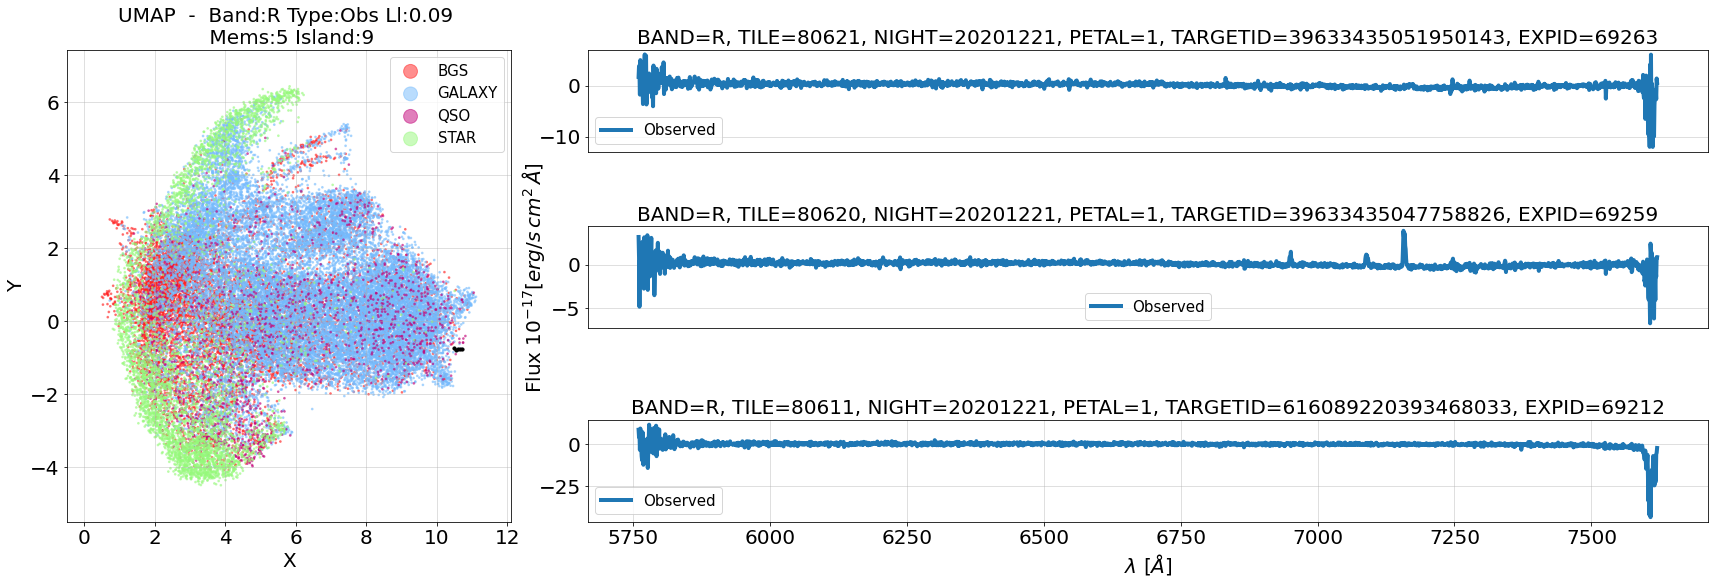 UMAP  -  Band:R Type:Obs Ll:0.09
Mems:5 Island:9
BGS
GALAXY
QSO
STAR
6
4
2
0
−2
−4
Y
0 2 4 6 8 10 12
X
Flux 10^{-17}[erg/s cm^2 Å]
BAND=R, TILE=80621, NIGHT=20201221, PETAL=1, TARGETID=39633435051950143, EXPID=69263
0
−10
Observed
BAND=R, TILE=80620, NIGHT=20201221, PETAL=1, TARGETID=39633435047758826, EXPID=69259
0
−5
Observed
BAND=R, TILE=80611, NIGHT=20201221, PETAL=1, TARGETID=616089220393468033, EXPID=69212
0
−25
Observed
5750 6000 6250 6500 6750 7000 7250 7500
λ [Å]